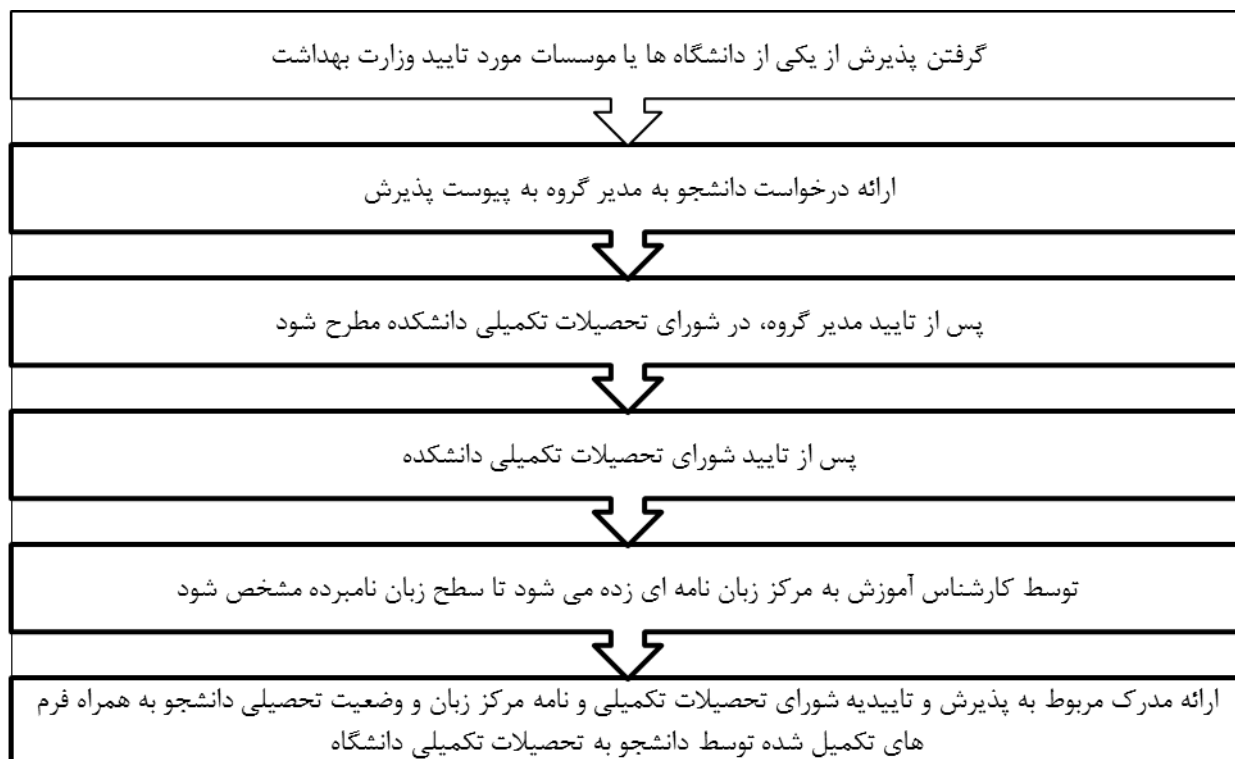 گرفتن پذیرش از یکی از دانشگاه ها یا موسسات مورد تایید وزارت بهداشت
ارائه درخواست دانشجو به مدیر گروه به پیوست پذیرش
پس از تایید مدیر گروه، در شورای تحصیلات تکمیلی دانشکده مطرح شود
پس از تایید شورای تحصیلات تکمیلی دانشکده
توسط کارشناس آموزش به مرکز زبان نامه ای زده می شود تا سطح زبان نامبرده مشخص شود
ارائه مدرک مربوط به پذیرش و تاییدیه شورای تحصیلات تکمیلی و نامه مرکز زبان و وضعیت تحصیلی دانشجو به همراه فرم
های تکمیل شده توسط دانشجو به تحصیلات تکمیلی دانشگاه